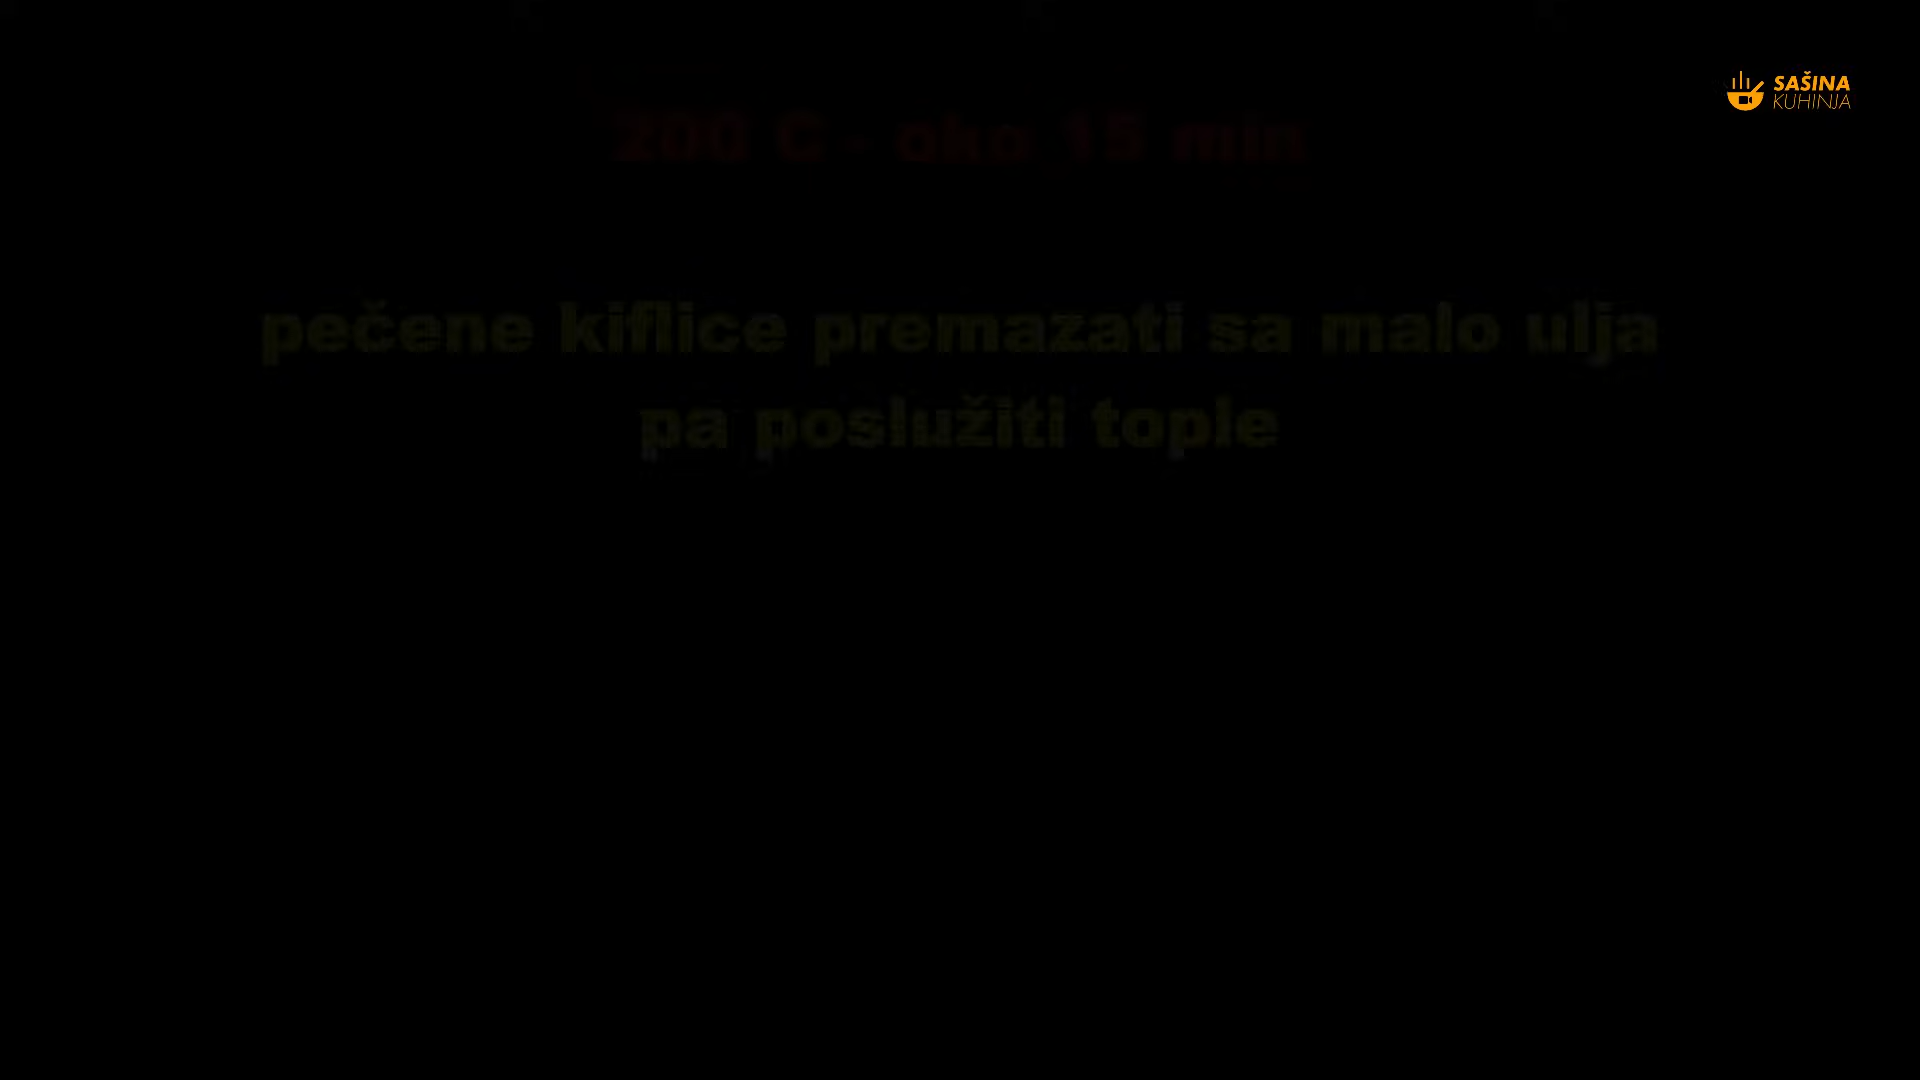 SAŠINA
KUHINJA
200 C - oko 15 min
pečene kiflice premazati sa malo ulja
pa poslužiti tople